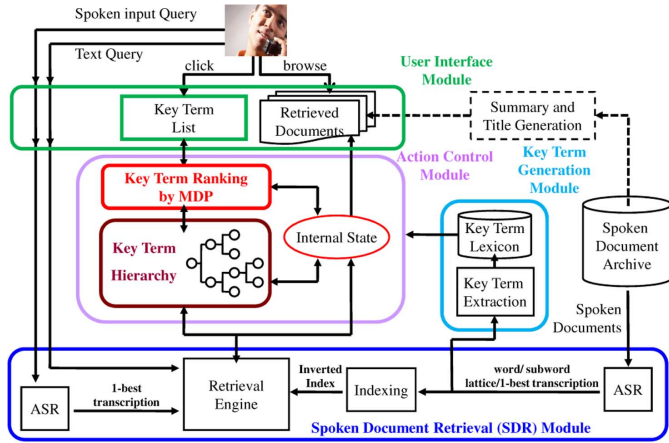 Spoken input Query
Text Query
click
browse
User Interface
Module
Key Term
List
Retrieved
Documents
Summary and
Title Generation
Action Control
Module
Key Term
Generation
Module
Key Term Ranking
by MDP
Key Term
Hierarchy
Internal State
Key Term
Lexicon
Key Term
Extraction
Spoken
Document
Archive
Spoken
Documents
ASR
1-best
transcription
Retrieval
Engine
Inverted
Index
Indexing
word/ subword
lattice/1-best transcription
ASR
Spoken Document Retrieval (SDR) Module